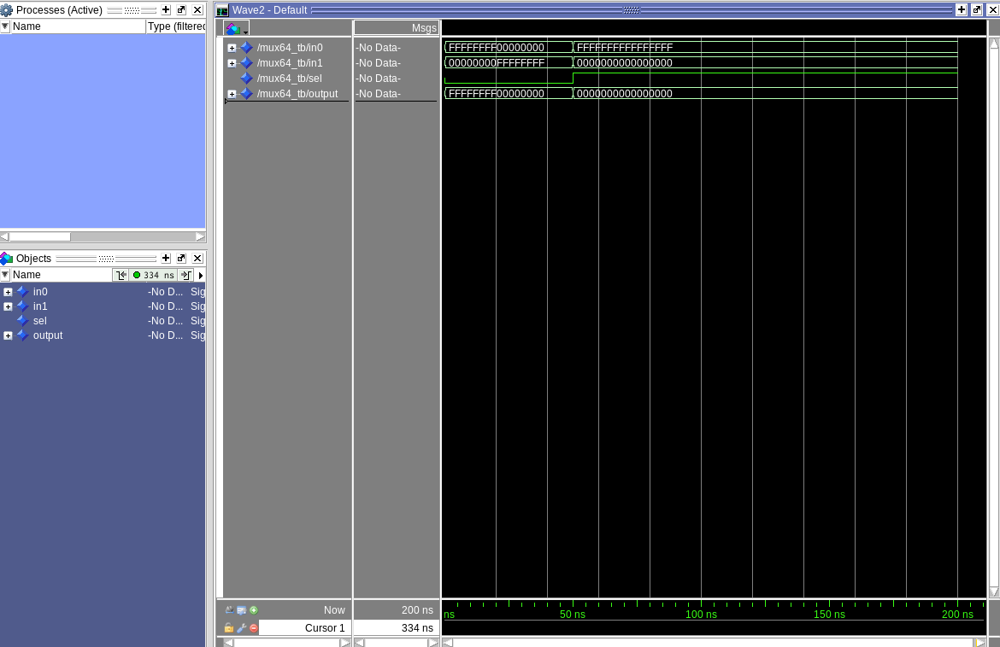 Processes (Active)
Name Type (filtered
Objects
Name 334 ns
in0 -No D... Sig
in1 -No D... Sig
sel -No D... Sig
output -No D... Sig
Wave2 - Default
Msgs
/mux64_tb/in0 -No Data- FFFFFFFF00000000 FFFFFFFFFFFFFFFF
/mux64_tb/in1 -No Data- 00000000FFFFFFFF 0000000000000000
/mux64_tb/sel -No Data-
/mux64_tb/output -No Data- FFFFFFFF00000000 0000000000000000
Now 200 ns ns 50 ns 100 ns 150 ns 200 ns
Cursor 1 334 ns